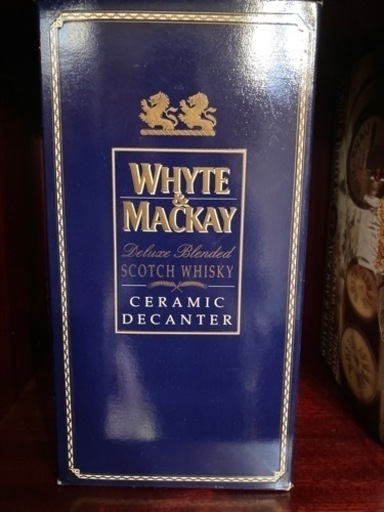 WHYTE
&
MACKAY
Deluxe Blended
SCOTCH WHISKY
CERAMIC
DECANTER